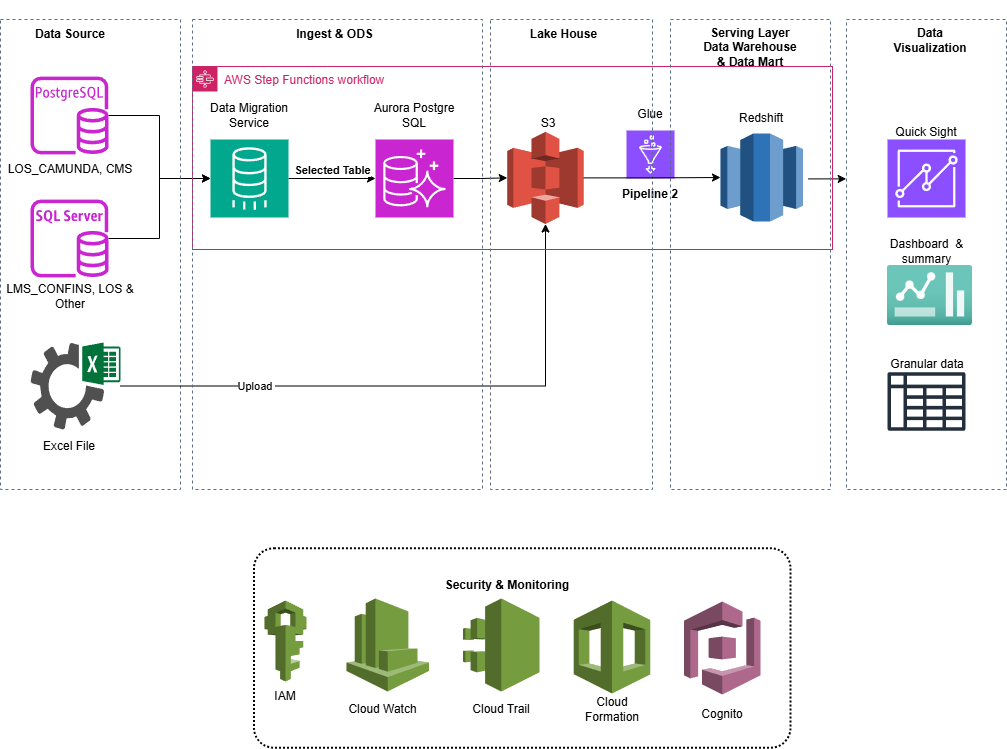 Data Source
Ingest & ODS
Lake House
Serving Layer
Data Warehouse
& Data Mart
Data
Visualization
AWS Step Functions workflow
PostgreSQL
LOS_CAMUNDA, CMS
SQL Server
LMS_CONFINS, LOS &
Other
X
Excel File
Data Migration
Service
Selected Table
Aurora Postgre
SQL
S3
Glue
Pipeline 2
Redshift
Quick Sight
Dashboard &
summary
Granular data
Upload
Security & Monitoring
IAM
Cloud Watch
Cloud Trail
Cloud
Formation
Cognito